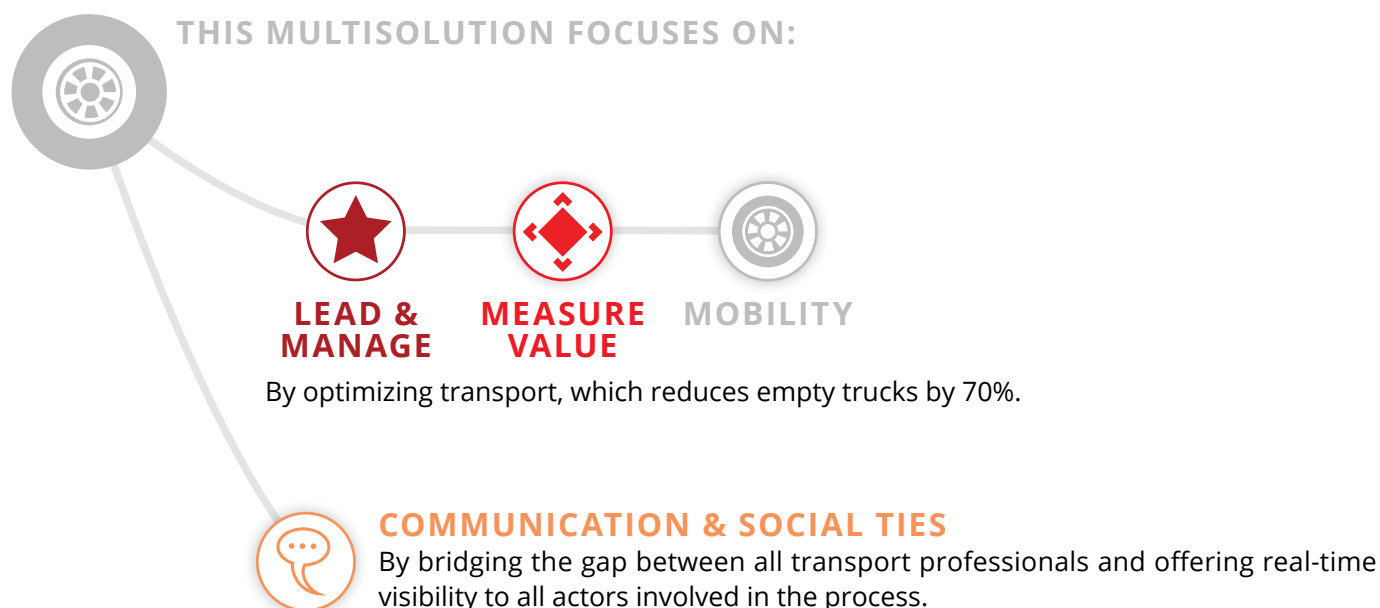 THIS MULTISOLUTION FOCUSES ON:
LEAD &
MANAGE
MEASURE
VALUE
MOBILITY
By optimizing transport, which reduces empty trucks by 70%.
COMMUNICATION & SOCIAL TIES
By bridging the gap between all transport professionals and offering real-time
visibility to all actors involved in the process.